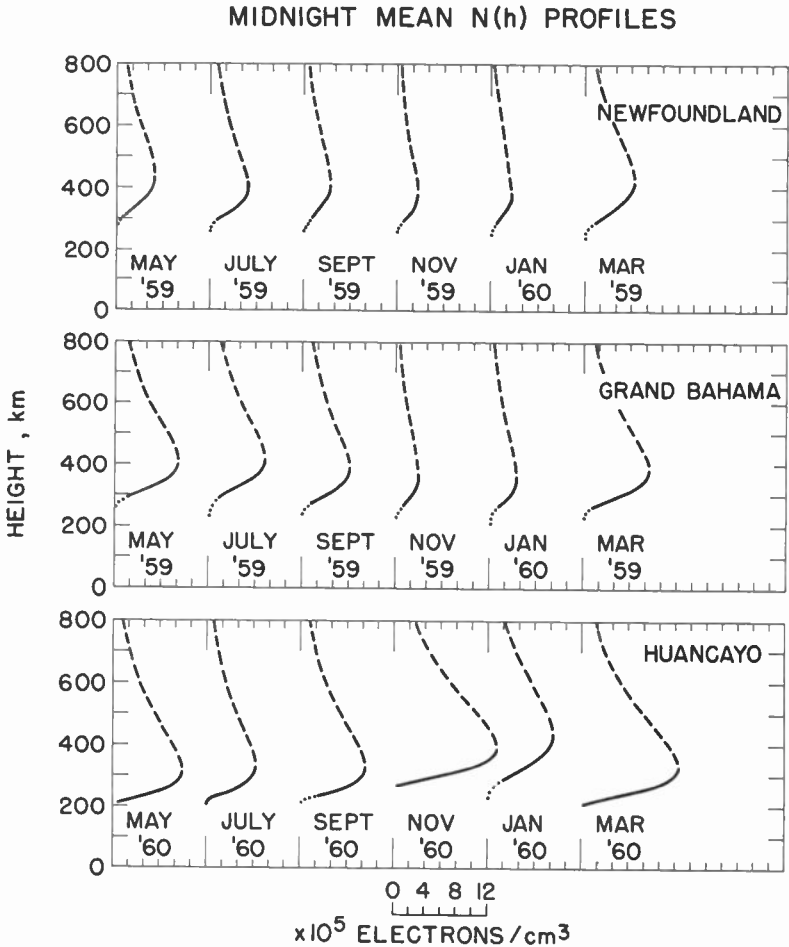 MIDNIGHT MEAN N(h) PROFILES
800
600
400
200
0
NEWFOUNDLAND
MAY JULY SEPT NOV JAN MAR
'59 '59 '59 '59 '60 '59
HEIGHT, km
800
600
400
200
0
GRAND BAHAMA
MAY JULY SEPT NOV JAN MAR
'59 '59 '59 '59 '60 '59
800
600
400
200
0
HUANCAYO
MAY JULY SEPT NOV JAN MAR
'60 '60 '60 '60 '60 '60
0 4 8 12
x10⁵ ELECTRONS/cm³